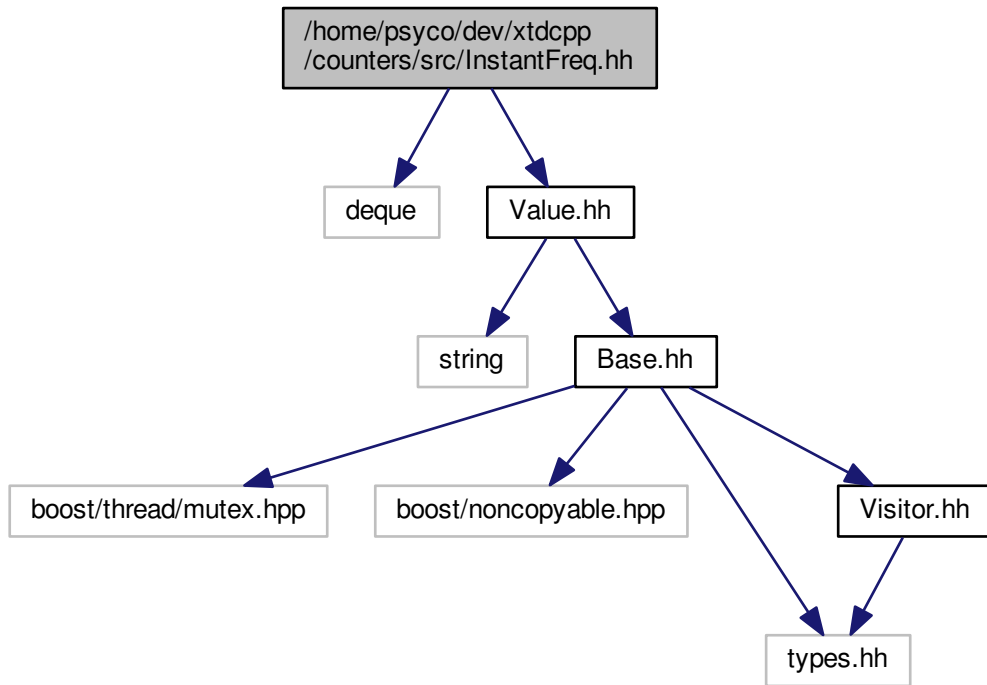 /home/psyco/dev/xtdcpp
/counters/src/InstantFreq.hh
deque
Value.hh
string
Base.hh
boost/thread/mutex.hpp
boost/noncopyable.hpp
Visitor.hh
types.hh